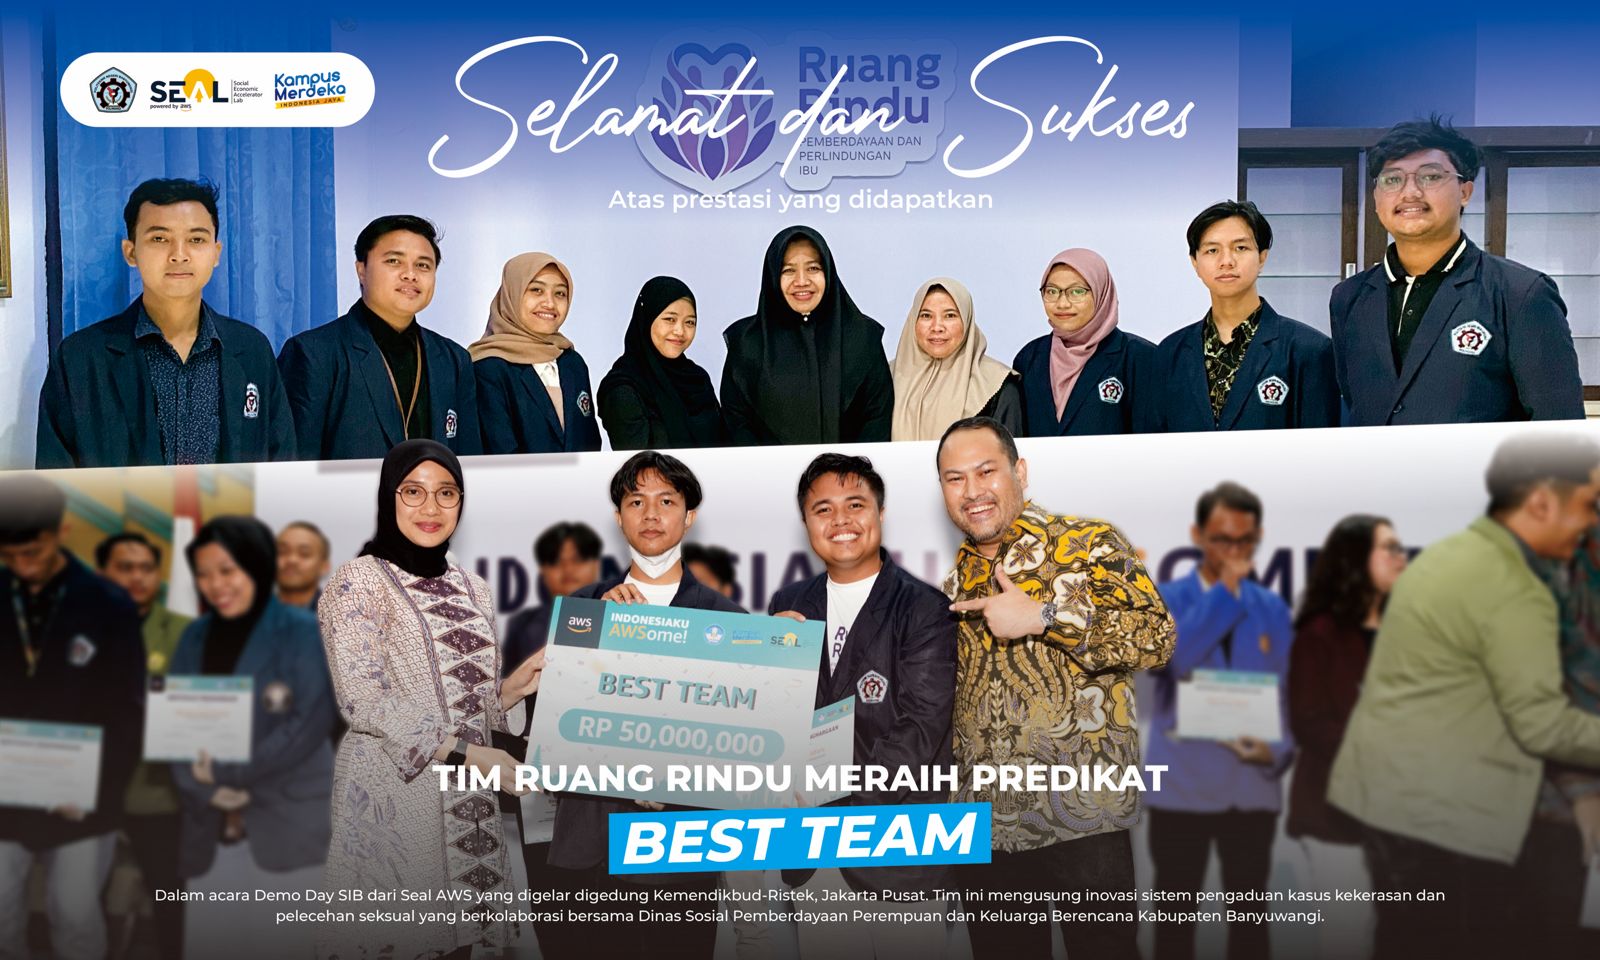 SEAL
powered by aws
Social
Economic
Accelerator
Lab
Kampus
Merdeka
INDONESIA JAYA
Selamat dan Sukses
Ruang
Rindu
PEMBERDAYAAN DAN
PERLINDUNGAN
IBU
Atas prestasi yang didapatkan
aws
INDONESIAKU
AWSome!
SEAL
BEST TEAM
RP 50,000,000
TIM RUANG RINDU MERAIH PREDIKAT
BEST TEAM
Dalam acara Demo Day SIB dari Seal AWS yang digelar digedung Kemendikbud-Ristek, Jakarta Pusat. Tim ini mengusung inovasi sistem pengaduan kasus kekerasan dan
pelecehan seksual yang berkolaborasi bersama Dinas Sosial Pemberdayaan Perempuan dan Keluarga Berencana Kabupaten Banyuwangi.